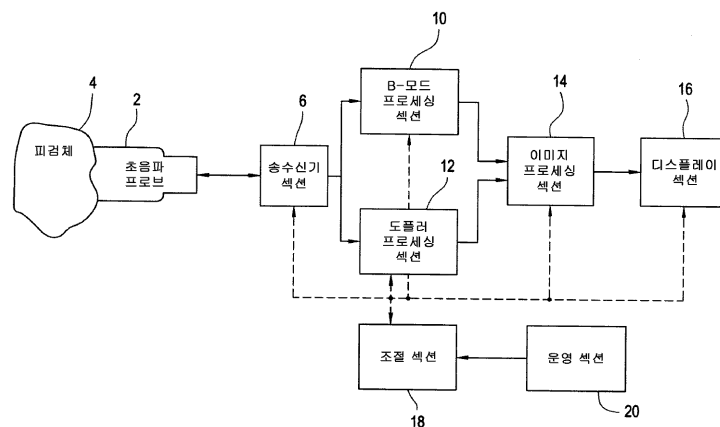 10
B-모드
프로세싱
섹션
4
2
6
14
16
피검체
초음파
프로브
송수신기
섹션
12
이미지
프로세싱
섹션
디스플레이
섹션
도플러
프로세싱
섹션
조절 섹션
운영 섹션
18
20